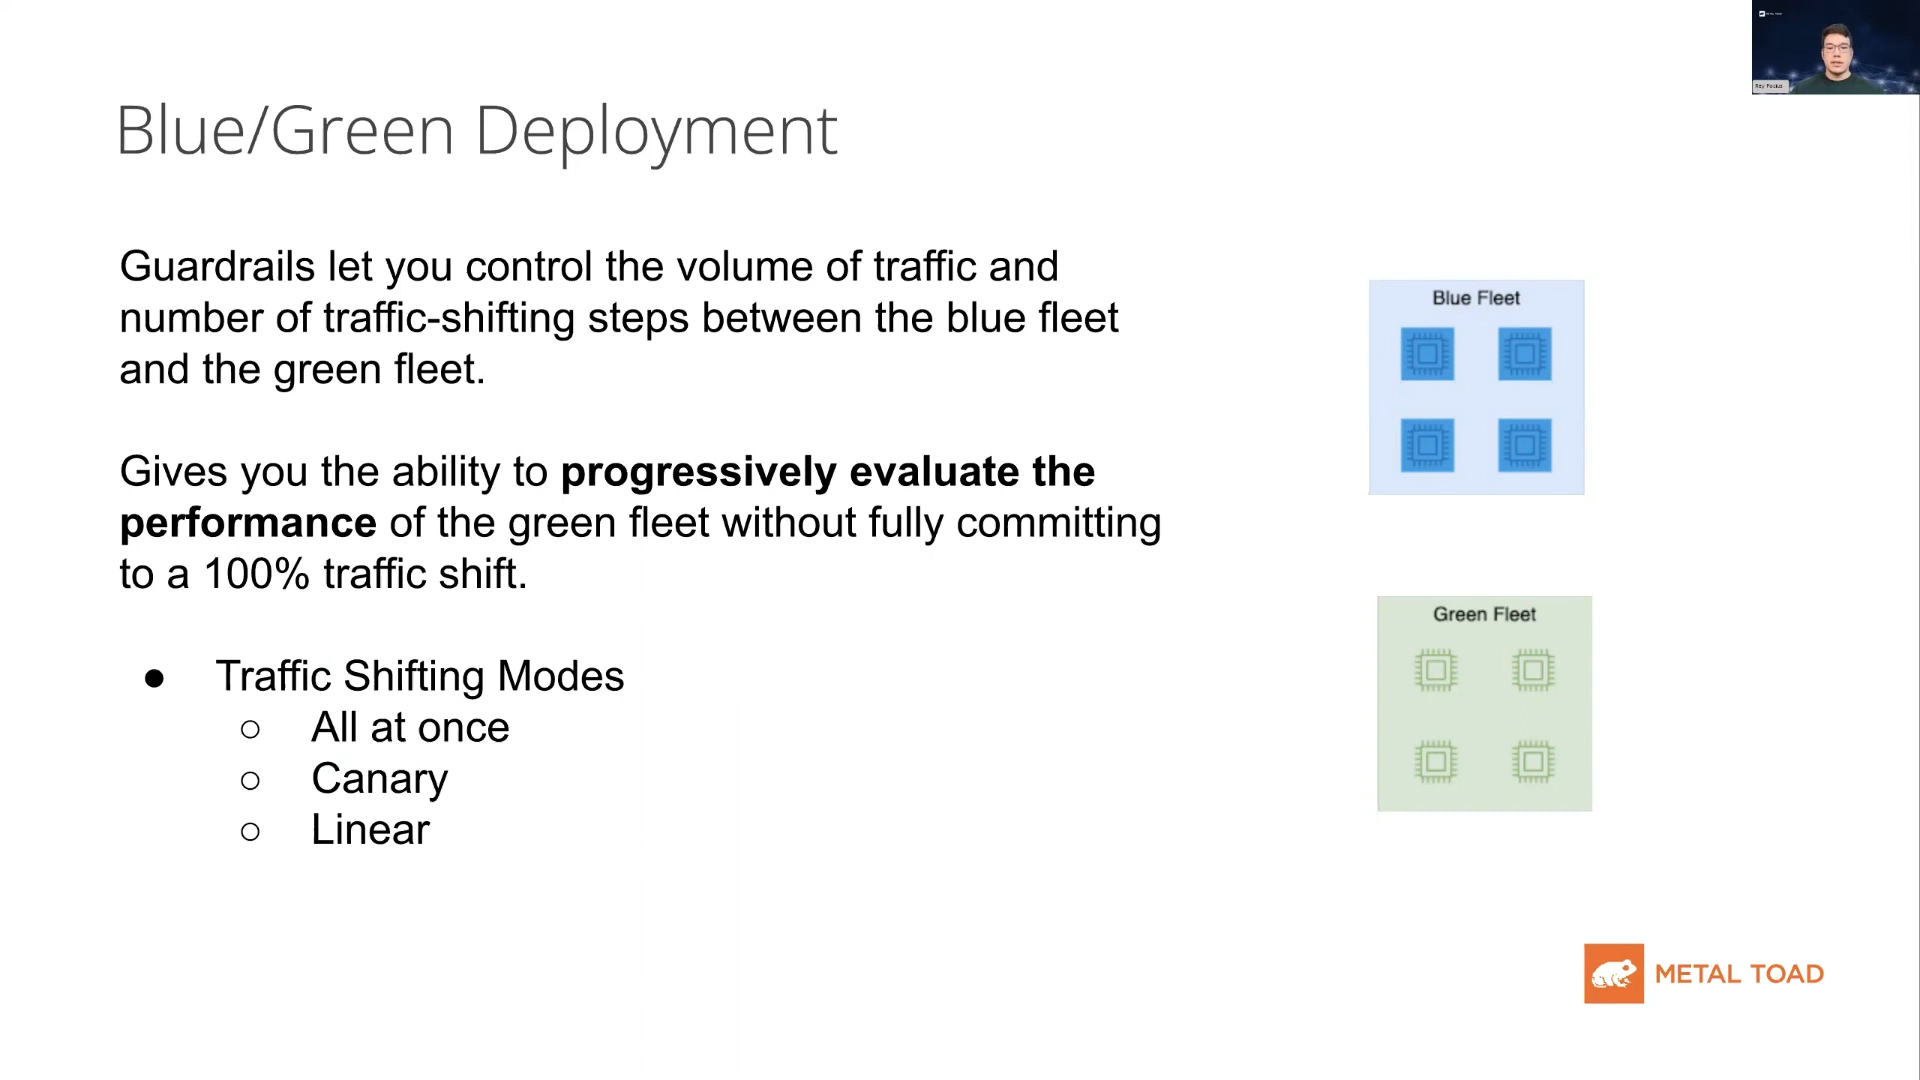 Blue/Green Deployment
Guardrails let you control the volume of traffic and
number of traffic-shifting steps between the blue fleet
and the green fleet.
Gives you the ability to progressively evaluate the
performance of the green fleet without fully committing
to a 100% traffic shift.
● Traffic Shifting Modes
○ All at once
○ Canary
○ Linear
Blue Fleet
Green Fleet
METAL TOAD